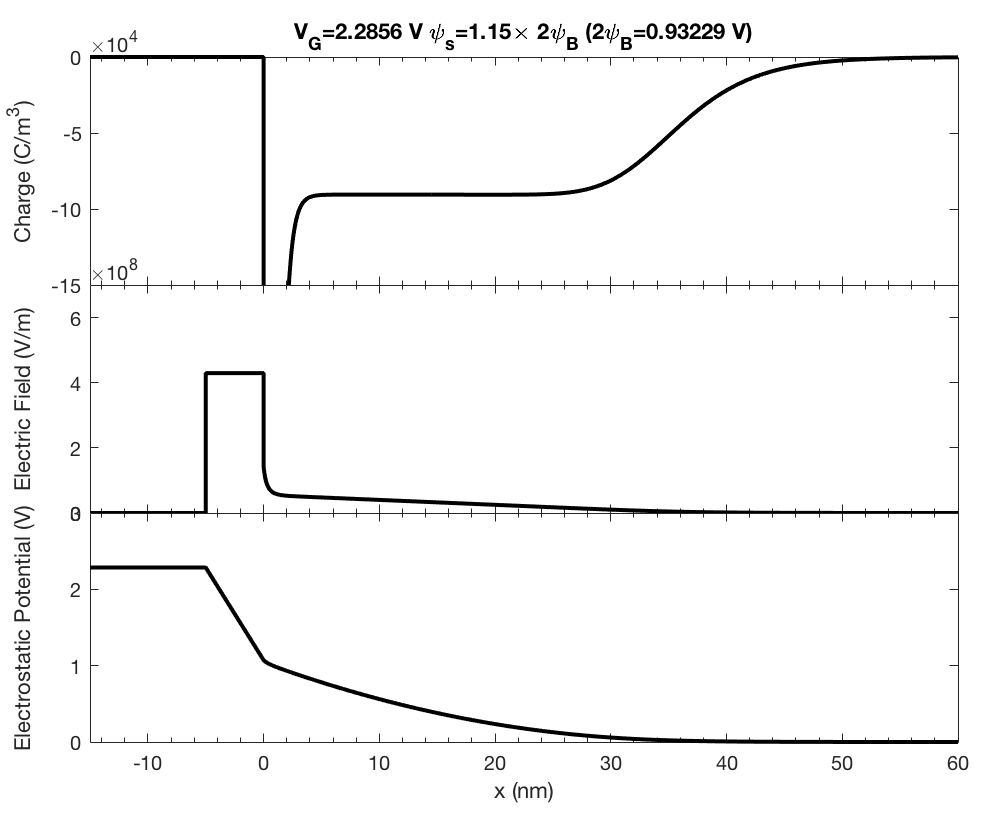 V_G=2.2856 V ψ_s=1.15× 2ψ_B (2ψ_B=0.93229 V)
×10^4
0
-5
-10
-15
Charge (C/m^3)
×10^8
6
4
2
0
Electric Field (V/m)
3
2
1
0
Electrostatic Potential (V)
-10 0 10 20 30 40 50 60
x (nm)